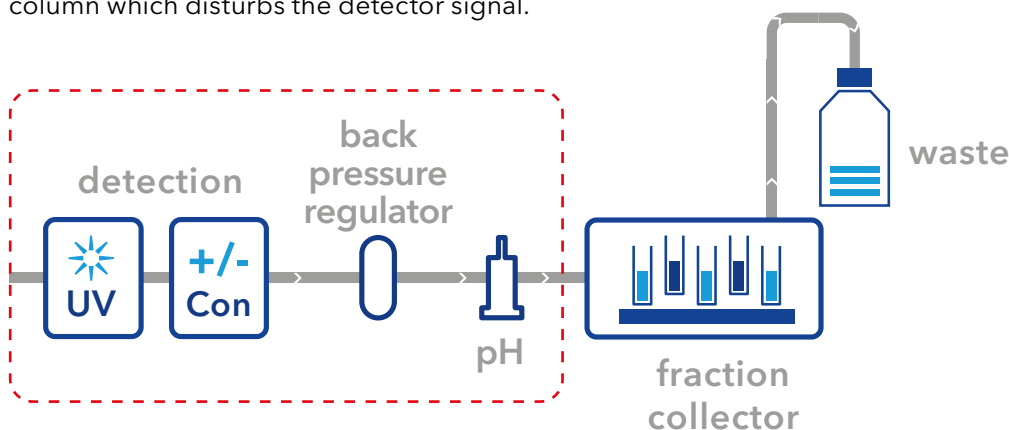 column which disturbs the detector signal.
detection
UV
+/-
Con
back
pressure
regulator
pH
fraction
collector
waste